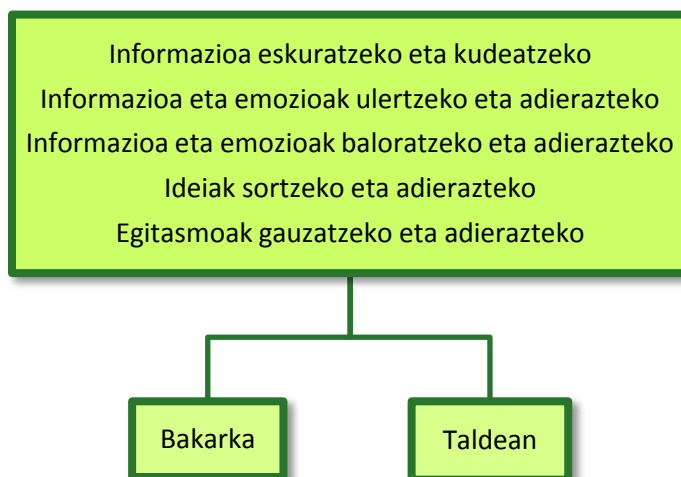 Informazioa eskuratzeko eta kudeatzeko
Informazioa eta emozioak ulertzeko eta adierazteko
Informazioa eta emozioak baloratzeko eta adierazteko
Ideiak sortzeko eta adierazteko
Egitasmoak gauzatzeko eta adierazteko
Bakarka
Taldean